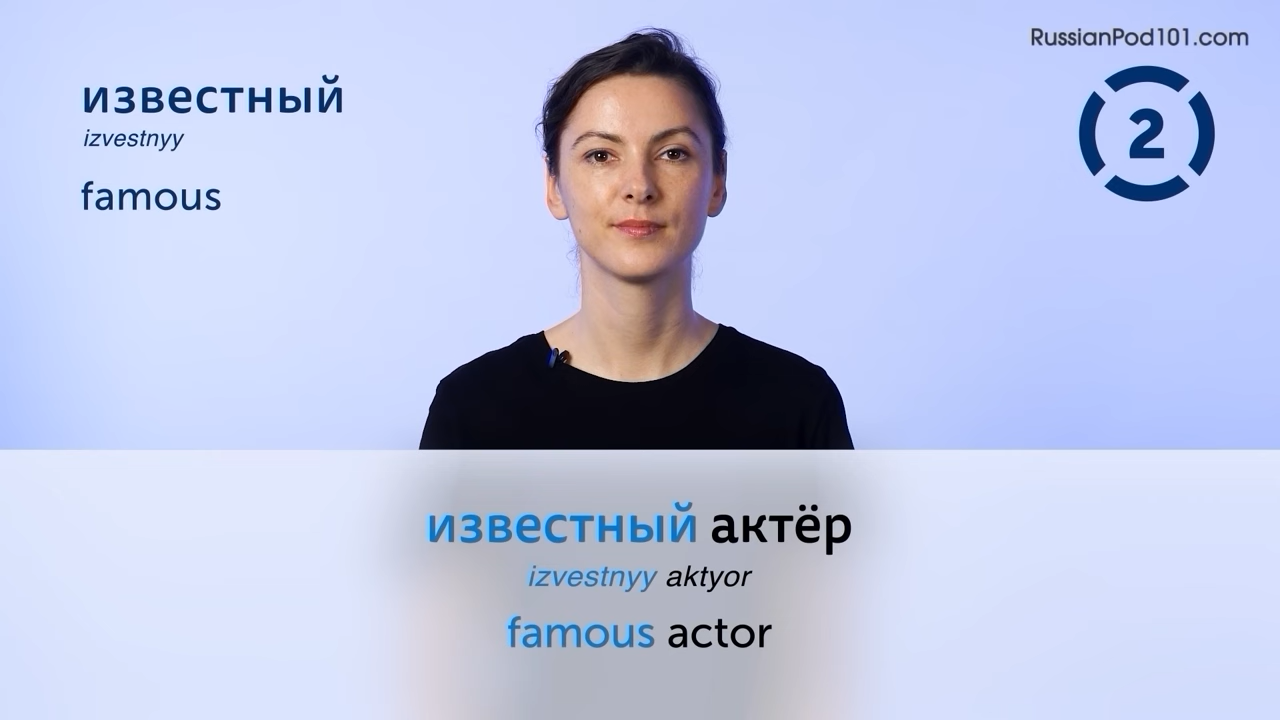 RussianPod101.com
известный
izvestnyy
famous
2
известный актёр
izvestnyy aktyor
famous actor